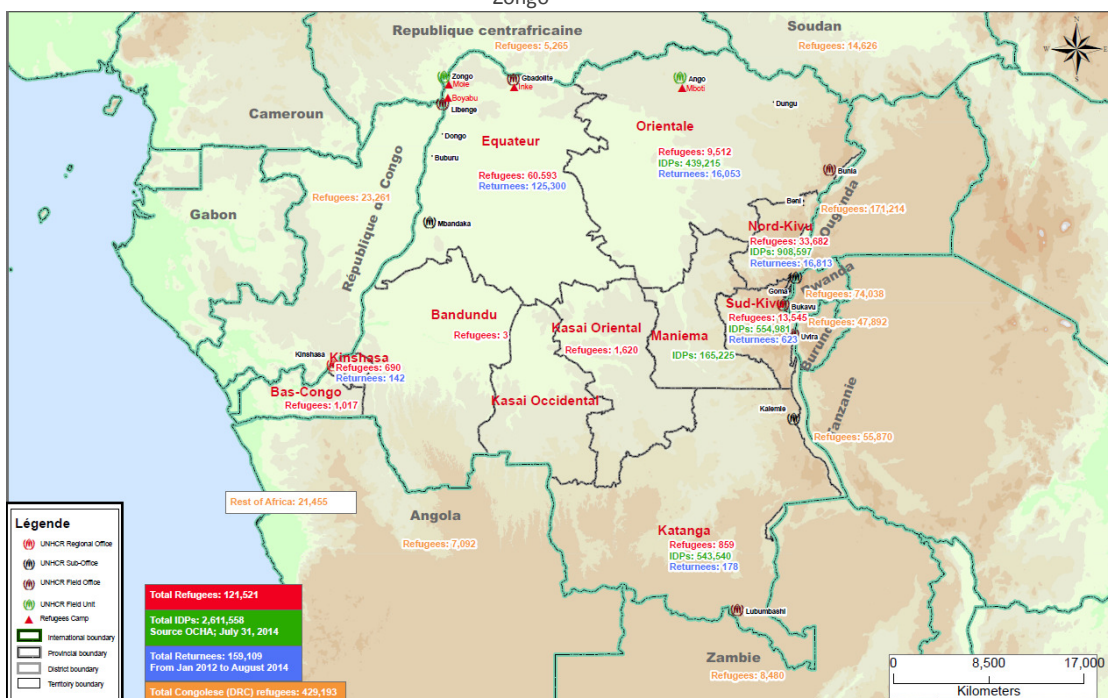 Zongo
Republique centrafricaine
Refugees: 5,265
Soudan
Refugees: 14,626
N
W
E
S
Zongo
Mole
Boyabu
Libenge
Gbadolite
Inke
Ango
Mboti
Dungu
Cameroun
Dongo
Buburu
Equateur
Refugees: 60,593
Returnees: 125,300
Orientale
Refugees: 9,512
IDPs: 439,215
Returnees: 16,053
Bunia
Refugees: 23,261
Gabon
République du Congo
Mbandaka
Beni
Ouganda
Refugees: 171,214
Nord-Kivu
Refugees: 33,682
IDPs: 908,597
Returnees: 16,813
Goma
Rwanda
Refugees: 74,038
Sud-Kivu
Refugees: 13,545
IDPs: 554,981
Returnees: 623
Bukavu
Refugees: 47,892
Uvira
Burundi
Bandundu
Refugees: 3
Kasai Oriental
Refugees: 1,620
Maniema
IDPs: 165,225
Kinshasa
Kinshasa
Refugees: 690
Returnees: 142
Bas-Congo
Refugees: 1,017
Kasai Occidental
Kalemie
Tanzanie
Refugees: 55,870
Rest of Africa: 21,455
Angola
Refugees: 7,092
Katanga
Refugees: 859
IDPs: 543,540
Returnees: 178
Lubumbashi
Zambie
Refugees: 8,480
Légende
UNHCR Regional Office
UNHCR Sub-Office
UNHCR Field Office
UNHCR Field Unit
Refugees Camp
International boundary
Provincial boundary
District boundary
Territoiry boundary
Total Refugees: 121,521
Total IDPs: 2,611,558
Source OCHA; July 31, 2014
Total Returnees: 159,109
From Jan 2012 to August 2014
Total Congolese (DRC) refugees: 429,193
0 8,500 17,000
Kilometers